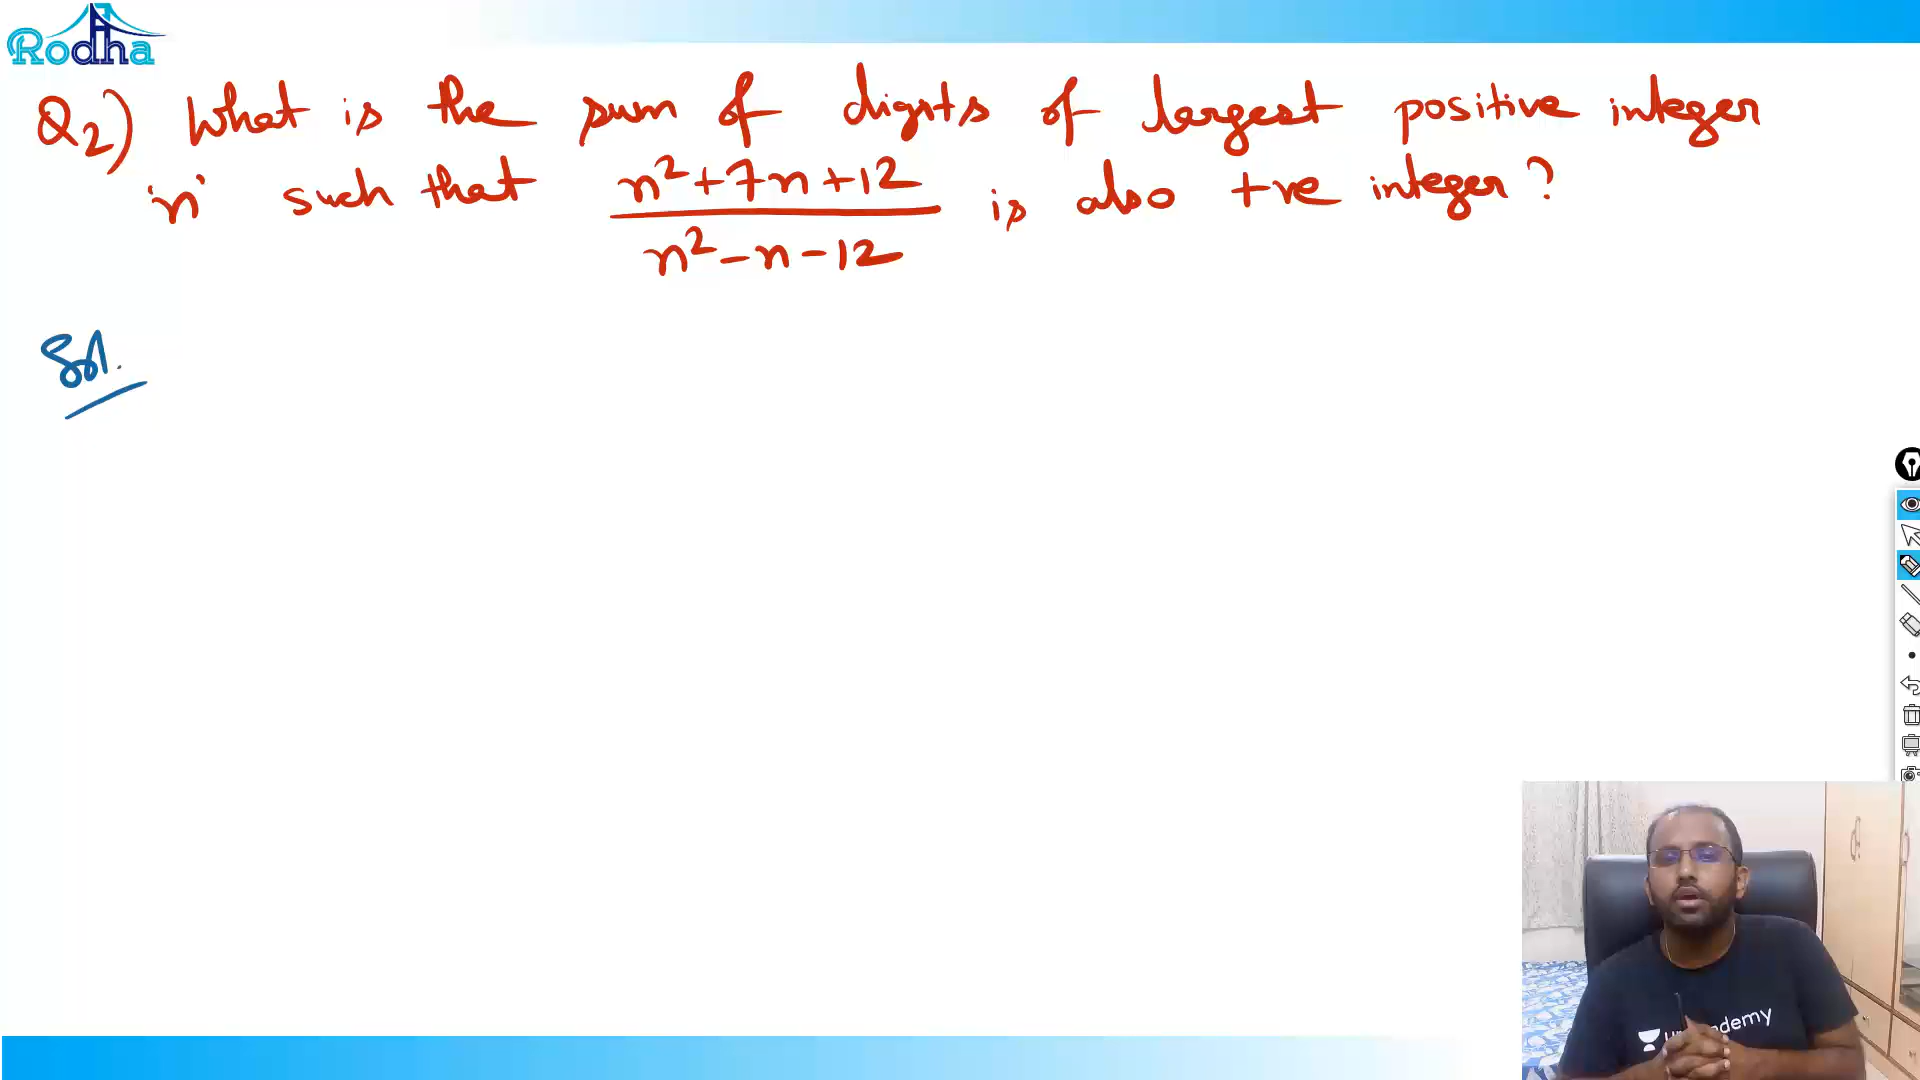 Rodha
Q2) What is the sum of digits of largest positive integer
'n' such that n²+7n+12 / n²-n-12 is also +ve integer?
Sol.